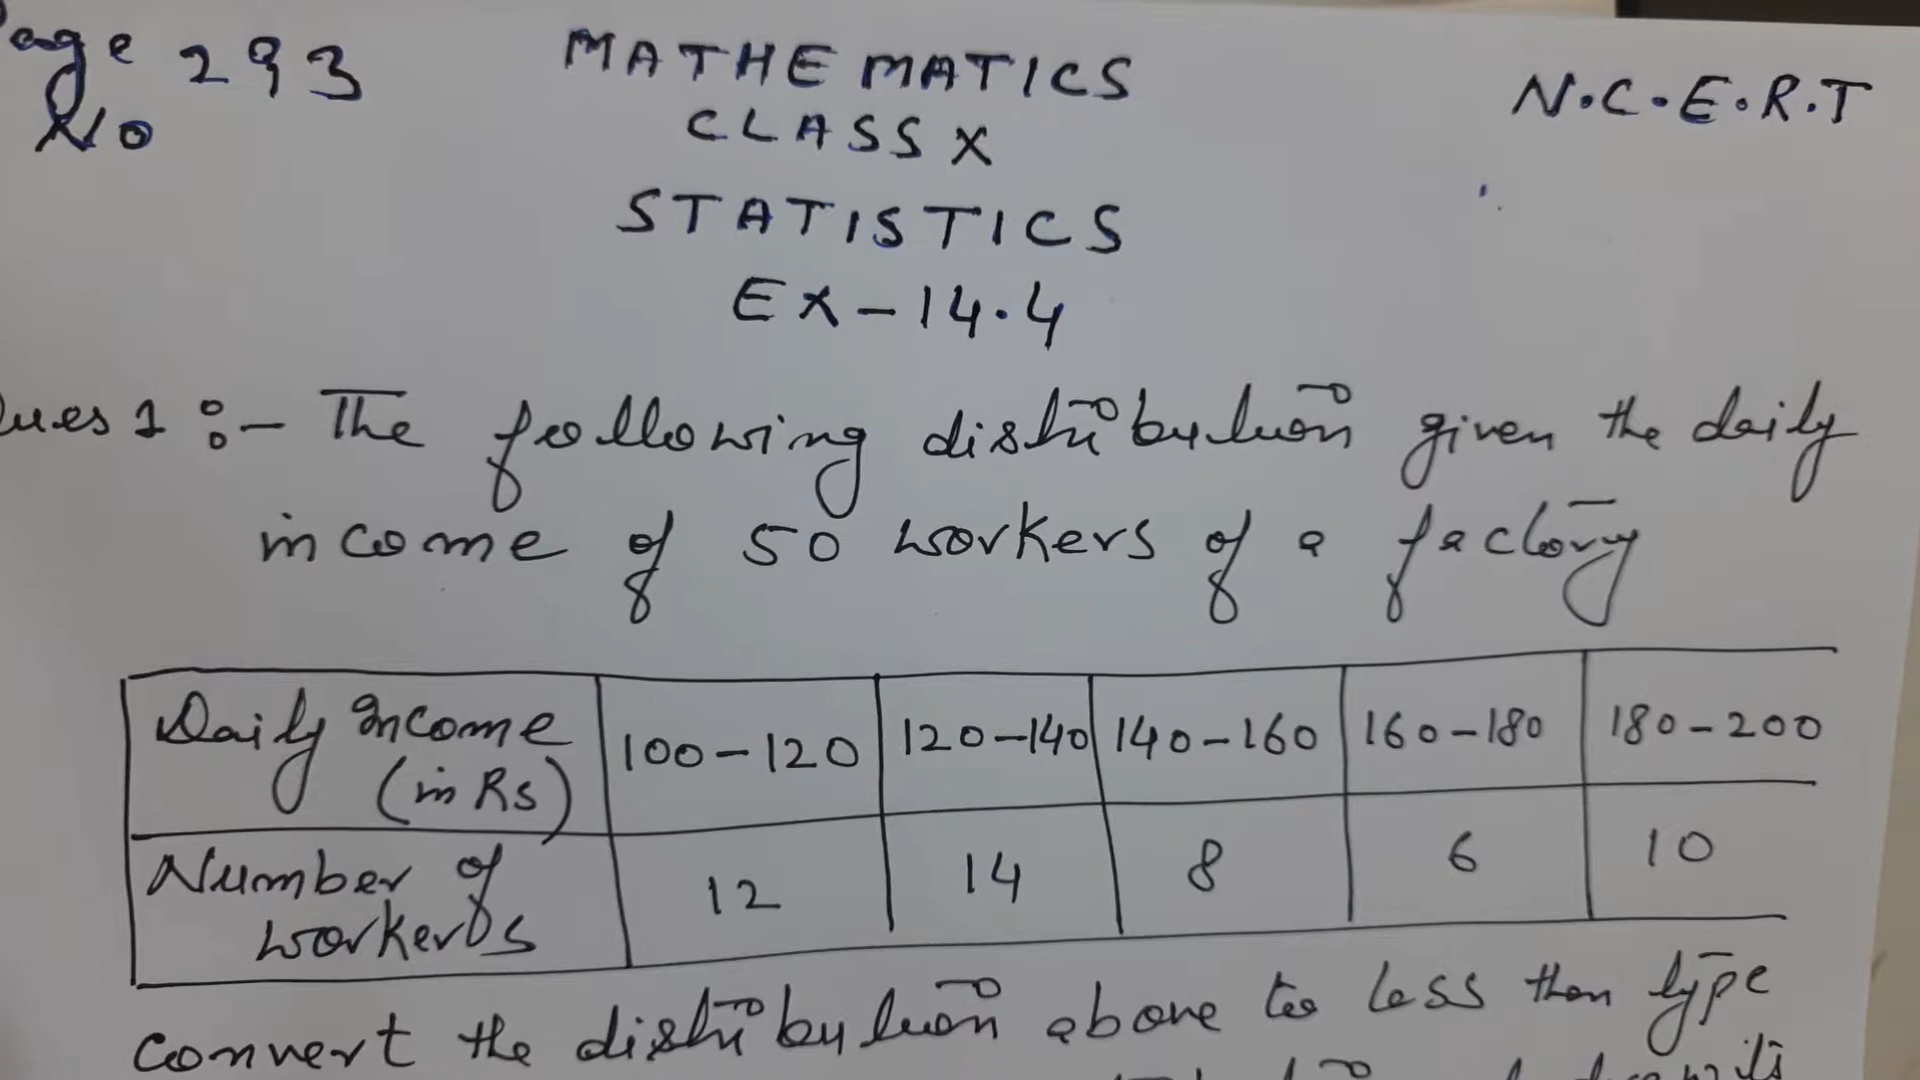 Page 293
No
MATHEMATICS
CLASS X
STATISTICS
EX-14.4
N.C.E.R.T
Ques 1 :- The following distribution given the daily
income of 50 workers of a factory
Daily Income (in Rs) 100-120 120-140 140-160 160-180 180-200
Number of workers 12 14 8 6 10
convert the distribution above to less than type